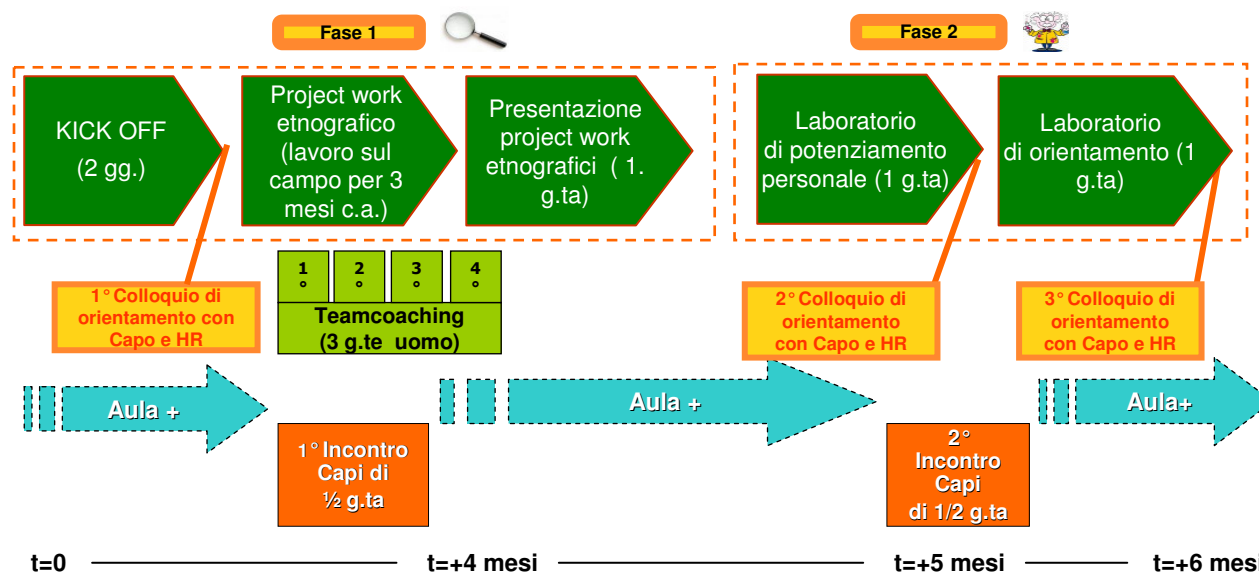 Fase 1
Fase 2
KICK OFF
(2 gg.)
Project work
etnografico
(lavoro sul
campo per 3
mesi c.a.)
Presentazione
project work
etnografici ( 1.
g.ta)
Laboratorio
di potenziamento
personale (1 g.ta)
Laboratorio
di orientamento (1
g.ta)
1° Colloquio di
orientamento con
Capo e HR
1
°
2
°
3
°
4
°
Teamcoaching
(3 g.te uomo)
2° Colloquio di
orientamento
con Capo e HR
3° Colloquio di
orientamento
con Capo e HR
Aula +
Aula +
Aula+
1° Incontro
Capi di
½ g.ta
2°
Incontro
Capi
di 1/2 g.ta
t=0
t=+4 mesi
t=+5 mesi
t=+6 mesi